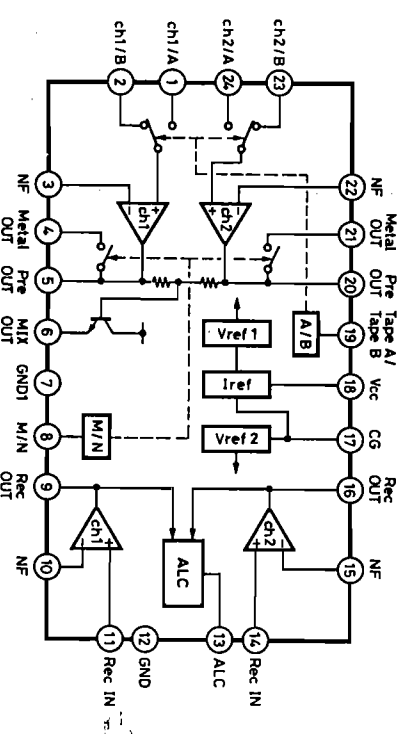 ch1/B
ch1/A
ch2/A
ch2/B
2
1
24
23
3
NF
4
Metal
OUT
5
Pre
OUT
6
MIX
OUT
7
GND1
8
M/N
9
Rec
OUT
10
NF
22
NF
21
Metal
OUT
20
Pre
OUT
19
Tape A/
Tape B
18
Vcc
17
CG
16
Rec
OUT
15
NF
- +
ch1
+ -
ch2
Vref 1
A/B
Iref
Vref 2
M/N
ch1
- +
ALC
ch2
+ -
11
12
13
14
Rec IN
GND
ALC
Rec IN